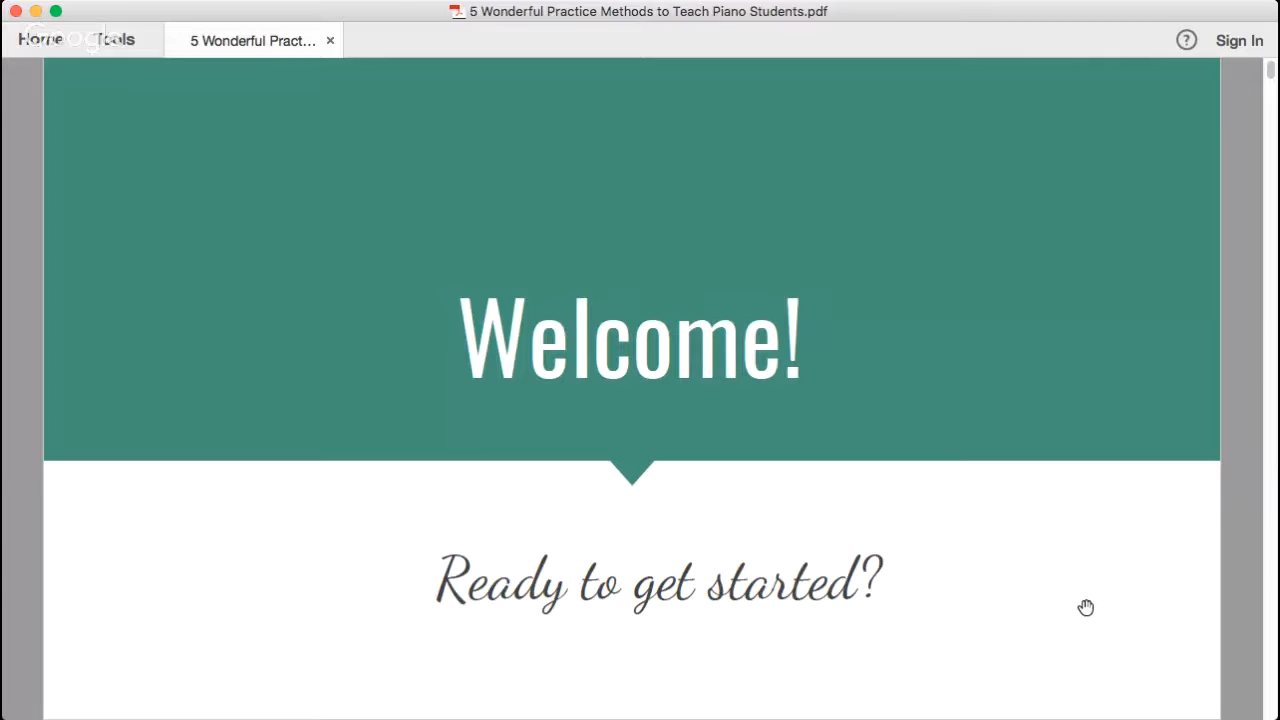 5 Wonderful Practice Methods to Teach Piano Students.pdf
Home Tools 5 Wonderful Pract... × ? Sign In
Google
Welcome!
Ready to get started?